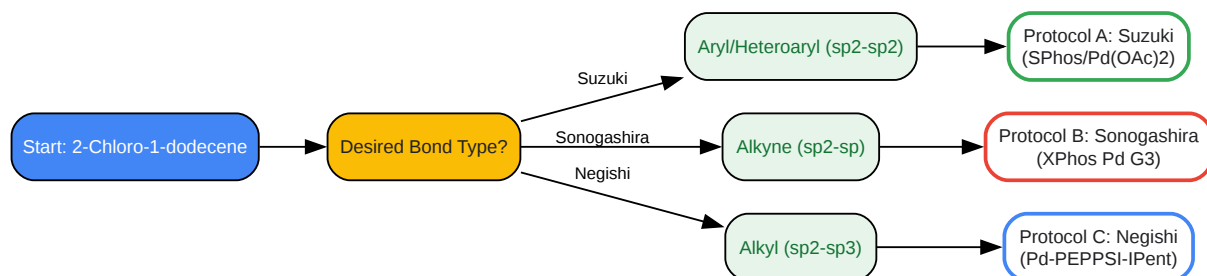 Aryl/Heteroaryl (sp2-sp2)
Protocol A: Suzuki
(SPhos/Pd(OAc)2)
Suzuki
Start: 2-Chloro-1-dodecene
Desired Bond Type?
Sonogashira
Alkyne (sp2-sp)
Protocol B: Sonogashira
(XPhos Pd G3)
Negishi
Alkyl (sp2-sp3)
Protocol C: Negishi
(Pd-PEPPSI-IPent)